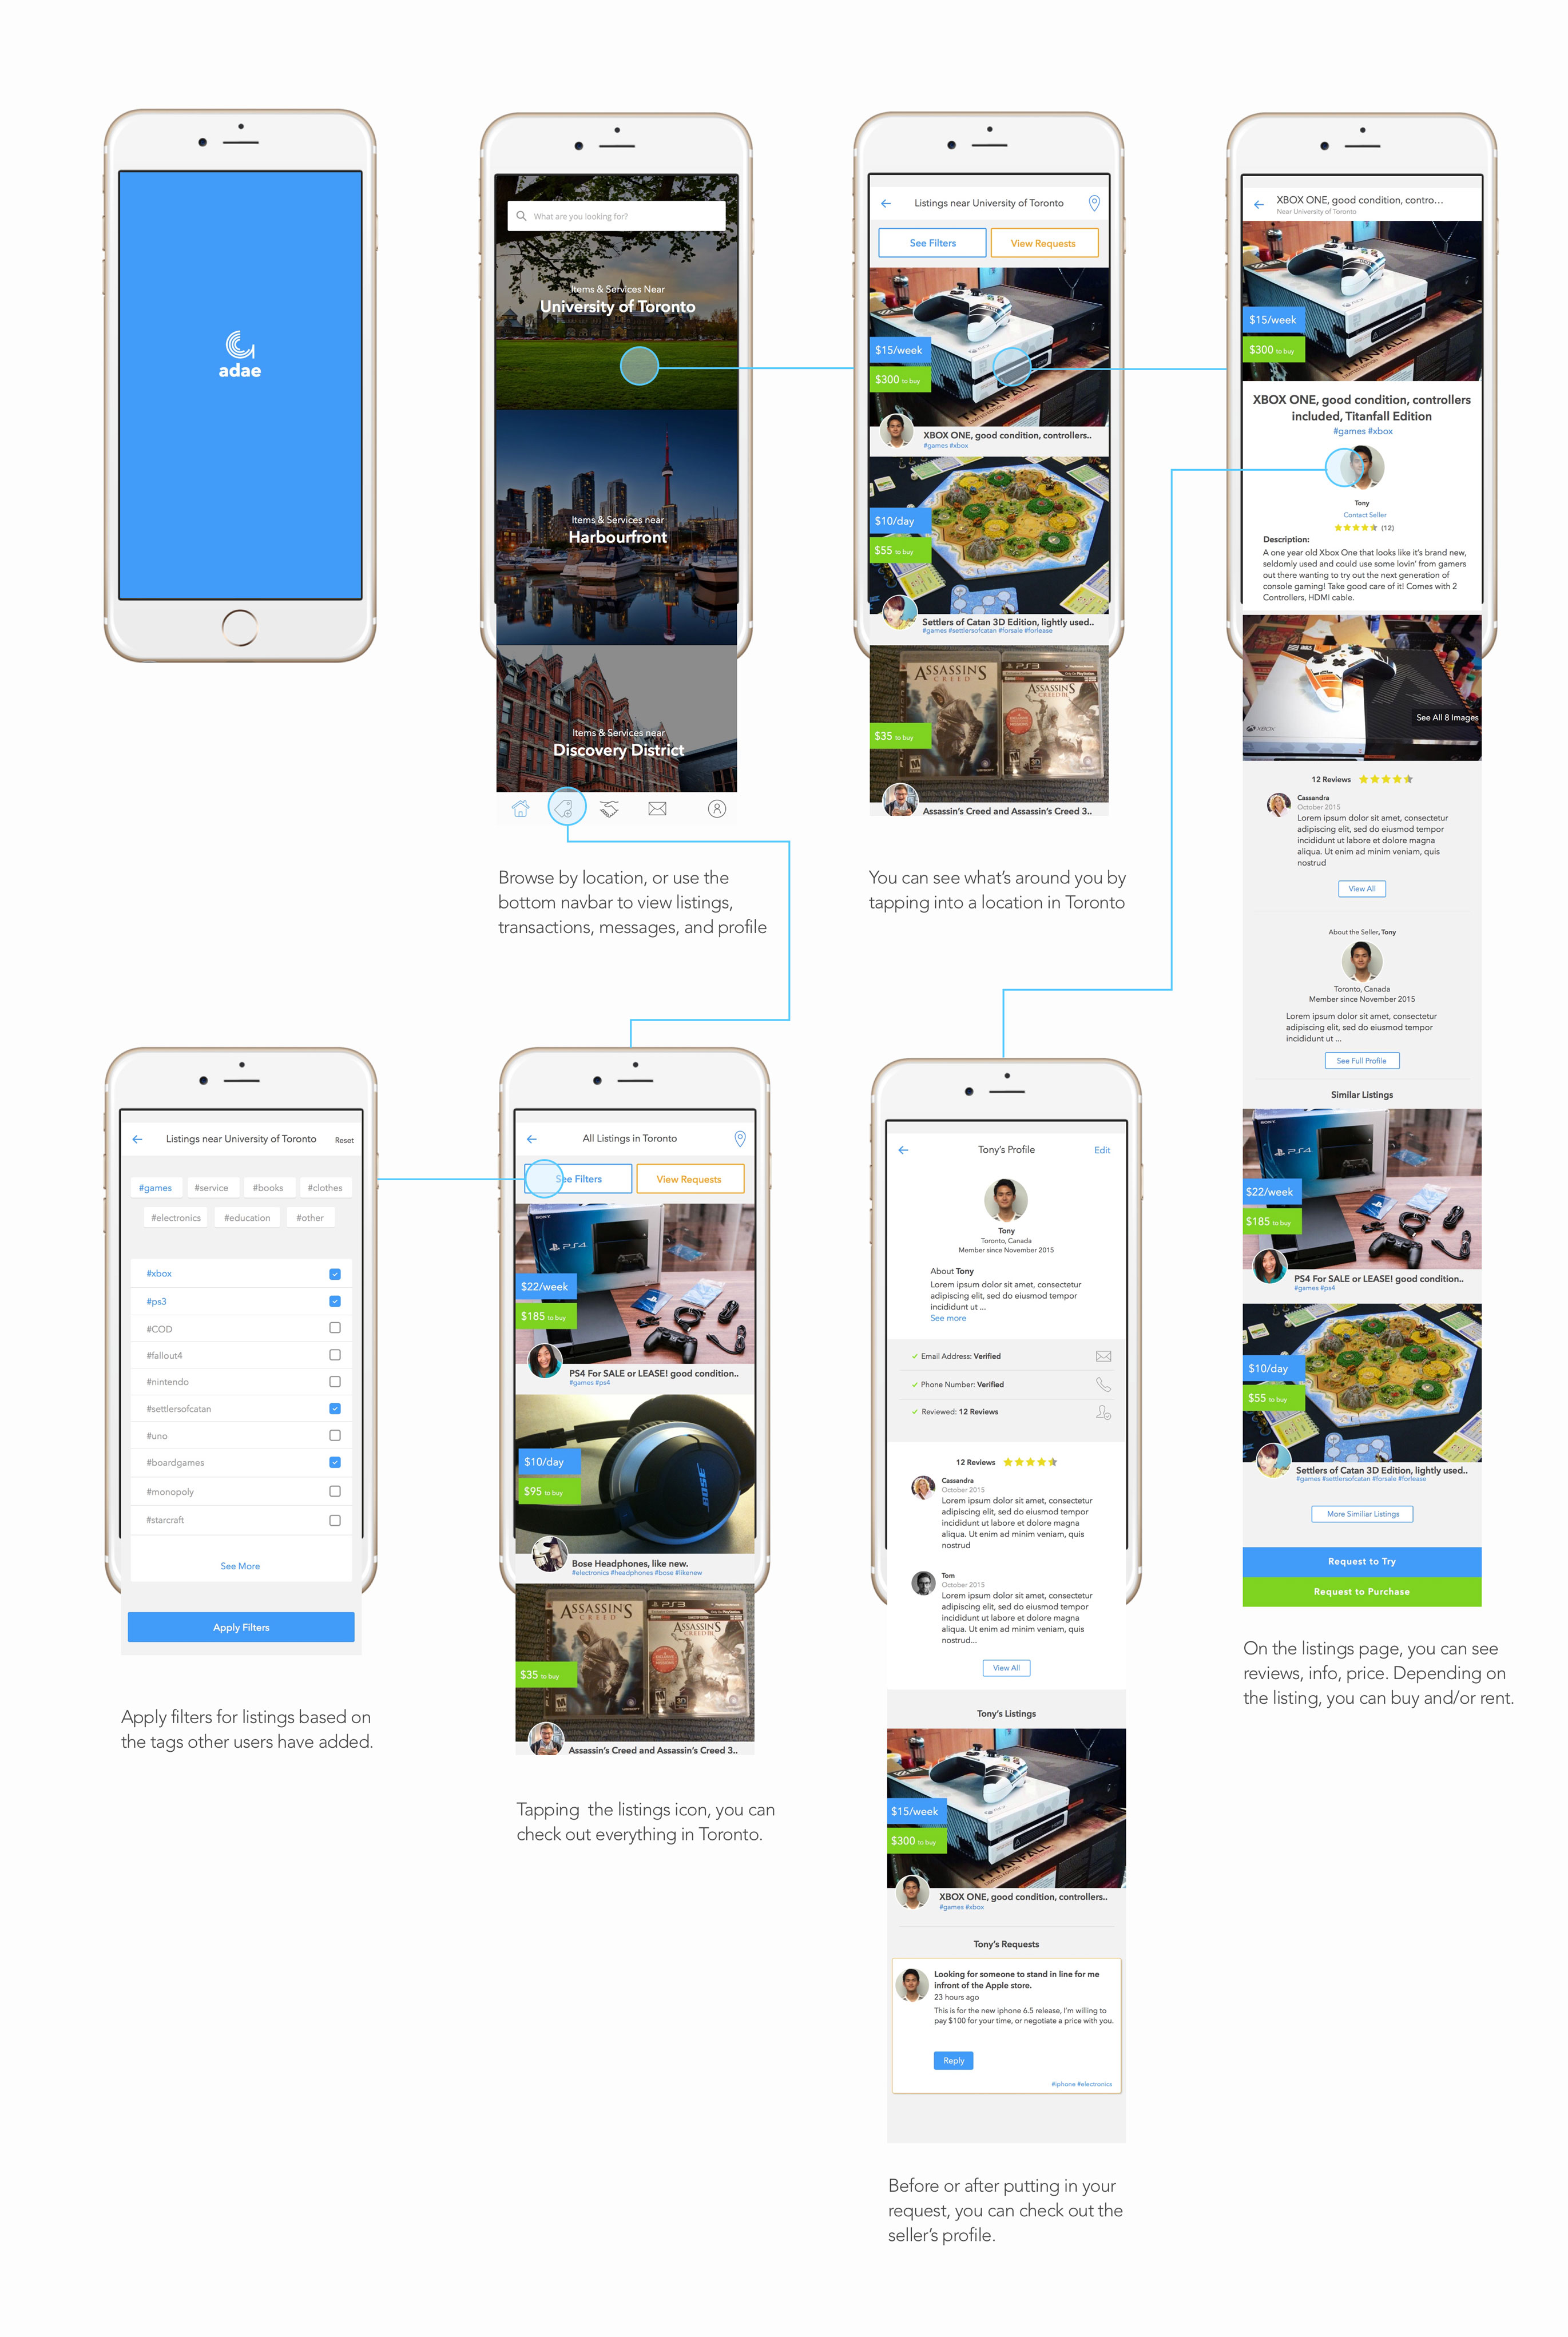 adae
What are you looking for?
Items & Services Near
University of Toronto
Items & Services near
Harbourfront
Items & Services near
Discovery District
Browse by location, or use the
bottom navbar to view listings,
transactions, messages, and profile
Listings near University of Toronto
See Filters
View Requests
$15/week
$300 to buy
TITANFALL
XBOX ONE, good condition, controllers..
#games #xbox
$10/day
$55 to buy
Settlers of Catan 3D Edition, lightly used..
#games #settlersofcatan #forsale #forlease
ASSASSIN'S
CREED
PS3
ASSASSIN'S
CREED III
$35 to buy
Assassin's Creed and Assassin's Creed 3..
You can see what's around you by
tapping into a location in Toronto
XBOX ONE, good condition, contro...
Near University of Toronto
$15/week
$300 to buy
TITANFALL
XBOX ONE, good condition, controllers
included, Titanfall Edition
#games #xbox
Tony
Contact Seller
(12)
Description:
A one year old Xbox One that looks like it's brand new,
seldomly used and could use some lovin' from gamers
out there wanting to try out the next generation of
console gaming! Take good care of it! Comes with 2
Controllers, HDMI cable.
XBOX
See All 8 Images
12 Reviews
Cassandra
October 2015
Lorem ipsum dolor sit amet, consectetur
adipiscing elit, sed do eiusmod tempor
incididunt ut labore et dolore magna
aliqua. Ut enim ad minim veniam, quis
nostrud
View All
About the Seller, Tony
Toronto, Canada
Member since November 2015
Lorem ipsum dolor sit amet, consectetur
adipiscing elit, sed do eiusmod tempor
incididunt ut ...
See Full Profile
Similar Listings
PS4
$22/week
$185 to buy
PS4 For SALE or LEASE! good condition..
#games #ps4
$10/day
$55 to buy
Settlers of Catan 3D Edition, lightly used..
#games #settlersofcatan #forsale #forlease
More Similiar Listings
Request to Try
Request to Purchase
On the listings page, you can see
reviews, info, price. Depending on
the listing, you can buy and/or rent.
Listings near University of Toronto
Reset
#games
#service
#books
#clothes
#electronics
#education
#other
#xbox
#ps3
#COD
#fallout4
#nintendo
#settlersofcatan
#uno
#boardgames
#monopoly
#starcraft
See More
Apply Filters
Apply filters for listings based on
the tags other users have added.
All Listings in Toronto
See Filters
View Requests
SONY
PS4
$22/week
$185 to buy
PS4 For SALE or LEASE! good condition..
#games #ps4
BOSE
$10/day
$95 to buy
Bose Headphones, like new.
#electronics #headphones #bose #likenew
ASSASSIN'S
CREED
PS3
ASSASSIN'S
CREED III
$35 to buy
Assassin's Creed and Assassin's Creed 3..
Tapping the listings icon, you can
check out everything in Toronto.
Tony's Profile
Edit
Tony
Toronto, Canada
Member since November 2015
About Tony
Lorem ipsum dolor sit amet, consectetur
adipiscing elit, sed do eiusmod tempor
incididunt ut ...
See more
Email Address: Verified
Phone Number: Verified
Reviewed: 12 Reviews
12 Reviews
Cassandra
October 2015
Lorem ipsum dolor sit amet, consectetur
adipiscing elit, sed do eiusmod tempor
incididunt ut labore et dolore magna
aliqua. Ut enim ad minim veniam, quis
nostrud
Tom
October 2015
Lorem ipsum dolor sit amet, consectetur
adipiscing elit, sed do eiusmod tempor
incididunt ut labore et dolore magna
aliqua. Ut enim ad minim veniam, quis
nostrud...
View All
Tony's Listings
$15/week
$300 to buy
TITANFALL
XBOX ONE, good condition, controllers..
#games #xbox
Tony's Requests
Looking for someone to stand in line for me
infront of the Apple store.
23 hours ago
This is for the new iphone 6.5 release, I'm willing to
pay $100 for your time, or negotiate a price with you.
Reply
#iphone #electronics
Before or after putting in your
request, you can check out the
seller's profile.